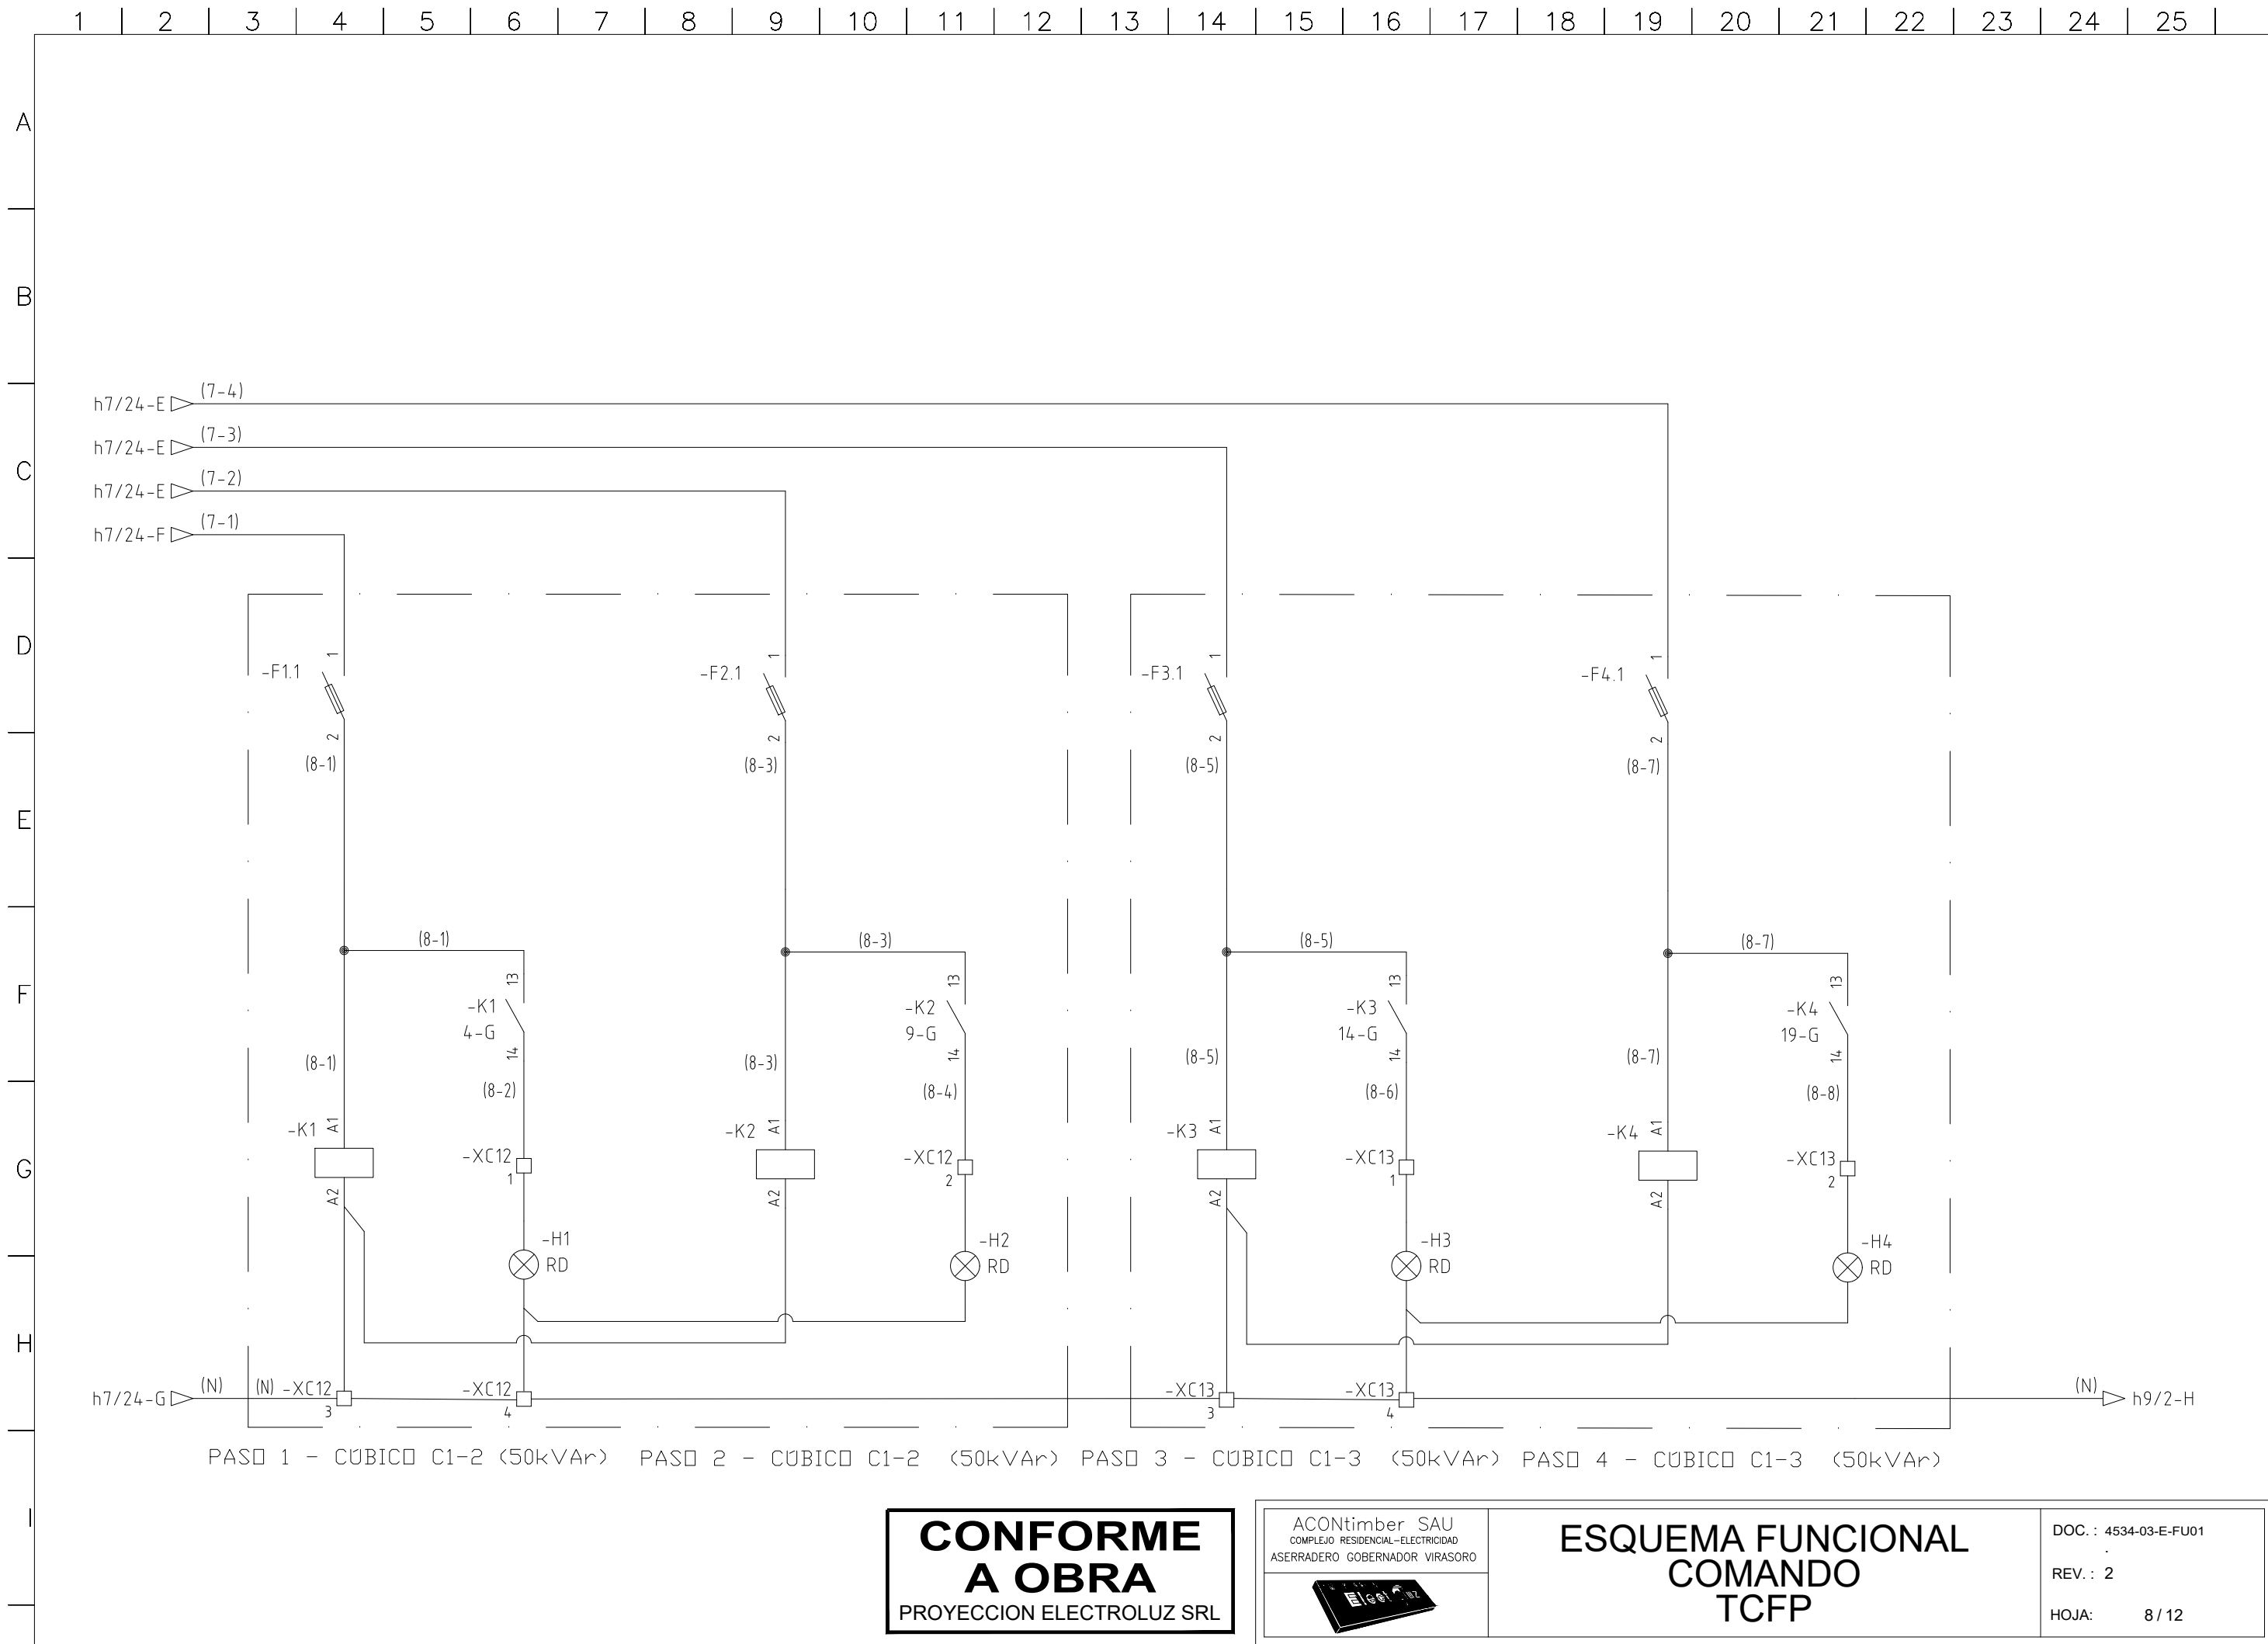 1 2 3 4 5 6 7 8 9 10 11 12 13 14 15 16 17 18 19 20 21 22 23 24 25
A
B
C
D
E
F
G
H
I
h7/24-E (7-4)
h7/24-E (7-3)
h7/24-E (7-2)
h7/24-F (7-1)
-F1.1 1 2
-F2.1 1 2
-F3.1 1 2
-F4.1 1 2
(8-1) (8-3) (8-5) (8-7)
(8-1) (8-3) (8-5) (8-7)
13 13 13 13
-K1 -K2 -K3 -K4
4-G 9-G 14-G 19-G
14 14 14 14
(8-1) (8-3) (8-5) (8-7)
(8-2) (8-4) (8-6) (8-8)
-K1 A1 -K2 A1 -K3 A1 -K4 A1
-XC12 1 -XC12 2 -XC13 1 -XC13 2
A2 A2 A2 A2
-H1 -H2 -H3 -H4
RD RD RD RD
h7/24-G (N) (N) -XC12 3 -XC12 4 -XC13 3 -XC13 4 (N) h9/2-H
PASO 1 - CÚBICO C1-2 (50kVAr) PASO 2 - CÚBICO C1-2 (50kVAr) PASO 3 - CÚBICO C1-3 (50kVAr) PASO 4 - CÚBICO C1-3 (50kVAr)
CONFORME
A OBRA
PROYECCION ELECTROLUZ SRL
ACONtimber SAU
COMPLEJO RESIDENCIAL-ELECTRICIDAD
ASERRADERO GOBERNADOR VIRASORO
ESQUEMA FUNCIONAL
COMANDO
TCFP
DOC. : 4534-03-E-FU01
.
REV. : 2
HOJA: 8 / 12